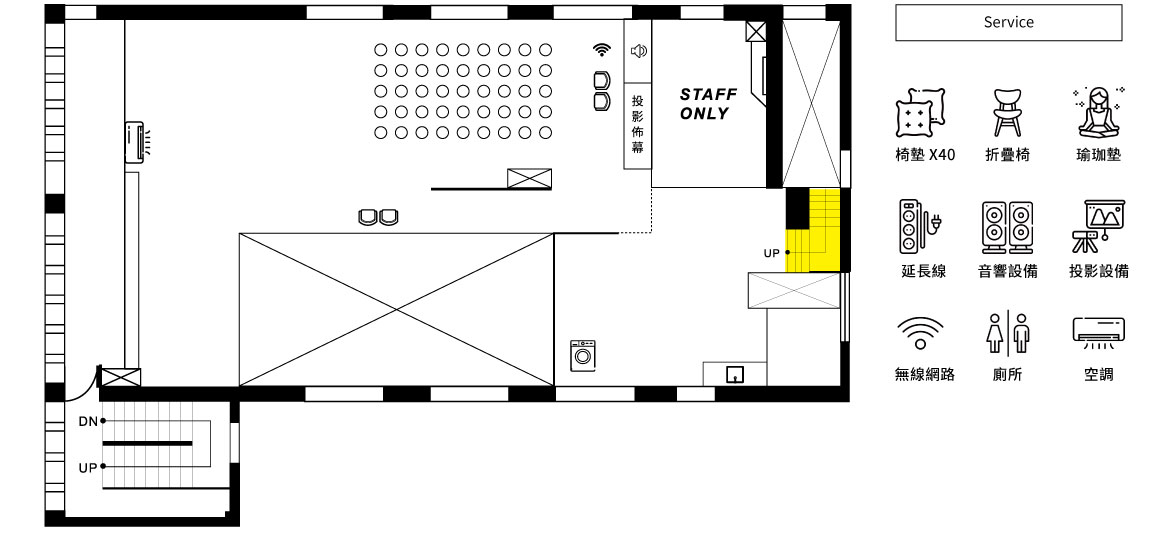 Service
STAFF
ONLY
投影佈幕
UP
DN
UP
椅墊 X40
折疊椅
瑜珈墊
延長線
音響設備
投影設備
無線網路
廁所
空調